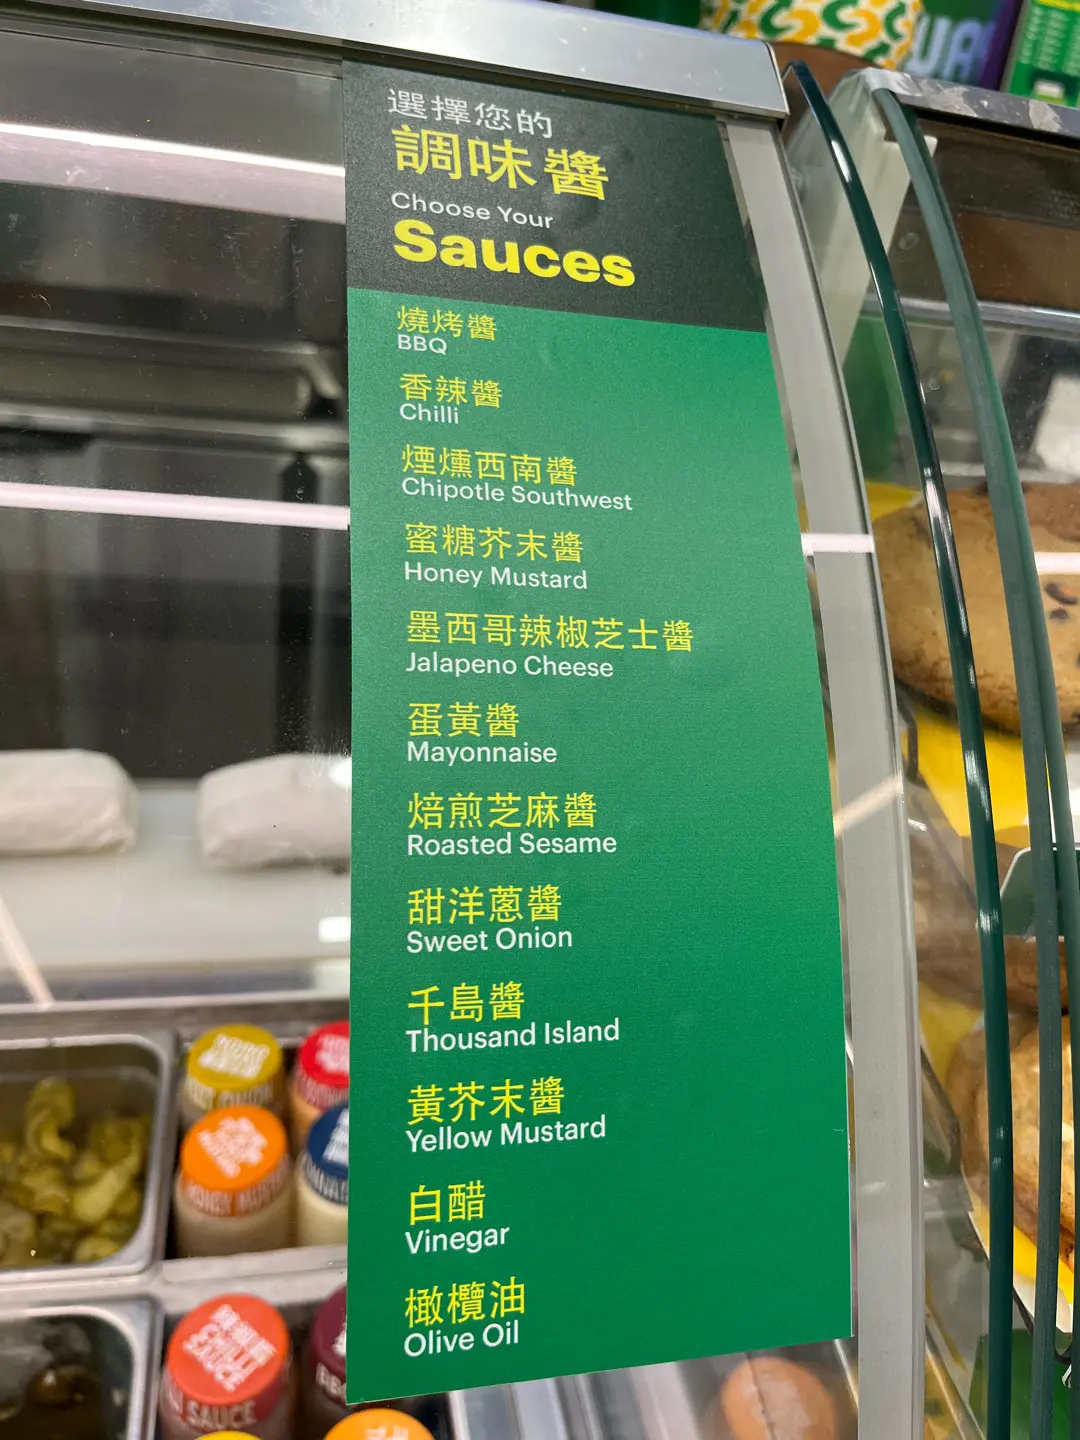 選擇您的
調味醬
Choose Your
Sauces
燒烤醬
BBQ
香辣醬
Chilli
煙燻西南醬
Chipotle Southwest
蜜糖芥末醬
Honey Mustard
墨西哥辣椒芝士醬
Jalapeno Cheese
蛋黃醬
Mayonnaise
焙煎芝麻醬
Roasted Sesame
甜洋蔥醬
Sweet Onion
千島醬
Thousand Island
黃芥末醬
Yellow Mustard
白醋
Vinegar
橄欖油
Olive Oil
CHILLI
SAUCE
SAUCE